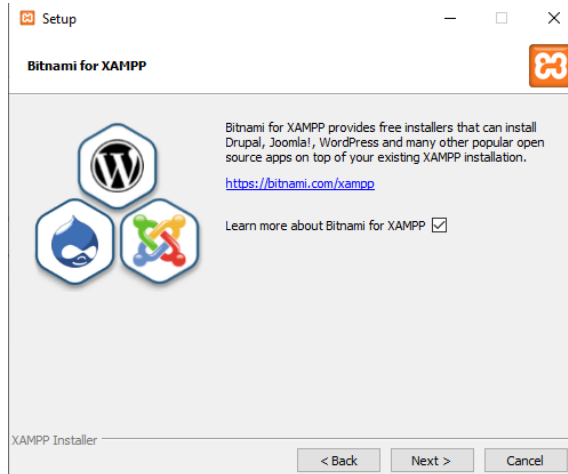 Setup
Bitnami for XAMPP
Bitnami for XAMPP provides free installers that can install
Drupal, Joomla!, WordPress and many other popular open
source apps on top of your existing XAMPP installation.
https://bitnami.com/xampp
Learn more about Bitnami for XAMPP
XAMPP Installer
< Back Next > Cancel